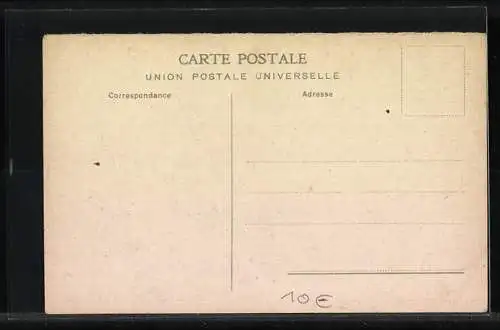 CARTE POSTALE
UNION POSTALE UNIVERSELLE
Correspondance
Adresse
10€